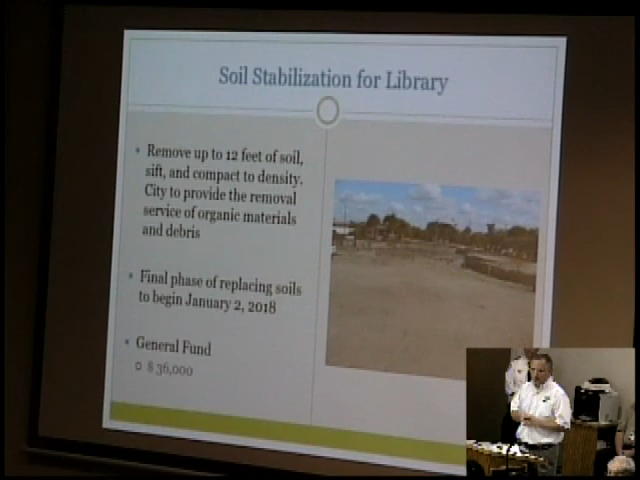 Soil Stabilization for Library
Remove up to 12 feet of soil,
sift, and compact to density.
City to provide the removal
service of organic materials
and debris
Final phase of replacing soils
to begin January 2, 2018
General Fund
$ 36,000